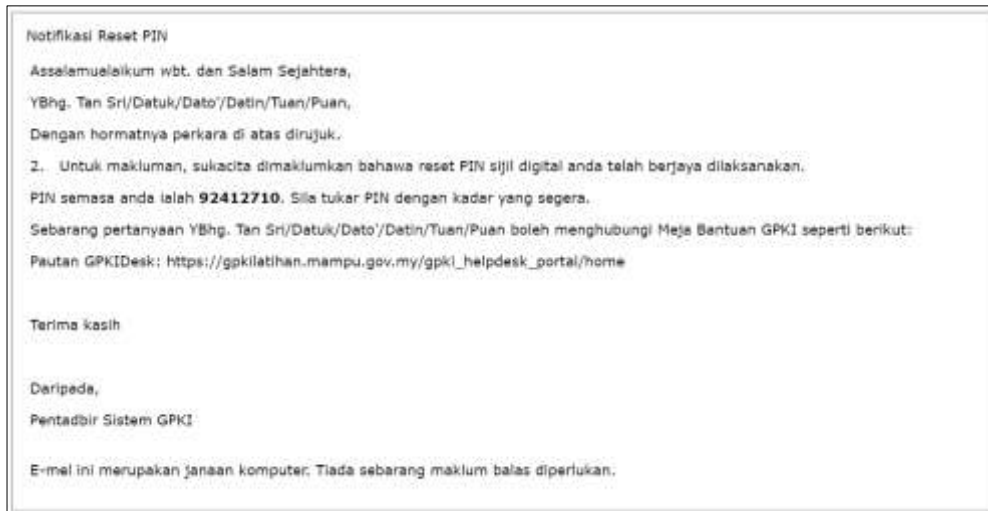 Notifikasi Reset PIN
Assalamualaikum wbt. dan Salam Sejahtera,
YBhg. Tan Sri/Datuk/Dato'/Datin/Tuan/Puan,
Dengan hormatnya perkara di atas dirujuk.
2. Untuk makluman, sukacita dimaklumkan bahawa reset PIN sijil digital anda telah berjaya dilaksanakan.
PIN semasa anda ialah 92412710. Sila tukar PIN dengan kadar yang segera.
Sebarang pertanyaan YBhg. Tan Sri/Datuk/Dato'/Datin/Tuan/Puan boleh menghubungi Meja Bantuan GPKI seperti berikut:
Pautan GPKIDesk: https://gpkilatihan.mampu.gov.my/gpki_helpdesk_portal/home
Terima kasih
Daripada,
Pentadbir Sistem GPKI
E-mel ini merupakan janaan komputer. Tiada sebarang maklum balas diperlukan.